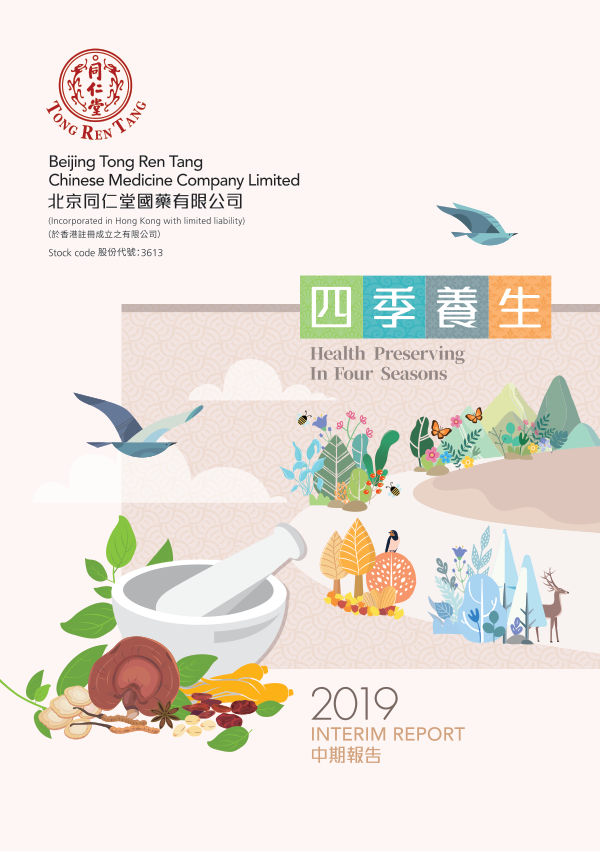 同仁堂
TONG REN TANG
Beijing Tong Ren Tang
Chinese Medicine Company Limited
北京同仁堂國藥有限公司
(Incorporated in Hong Kong with limited liability)
(於香港註冊成立之有限公司)
Stock code 股份代號：3613
四季養生
Health Preserving
In Four Seasons
2019
INTERIM REPORT
中期報告